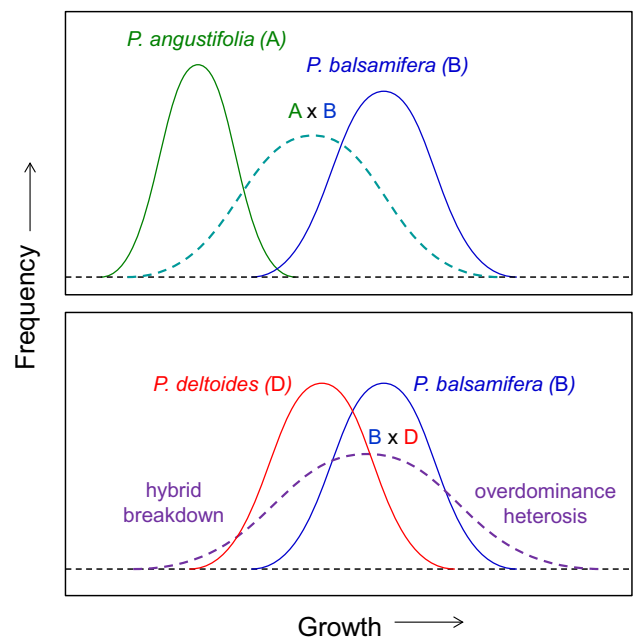 P. angustifolia (A)
P. balsamifera (B)
A x B
Frequency
P. deltoides (D)
P. balsamifera (B)
B x D
hybrid
breakdown
overdominance
heterosis
Growth